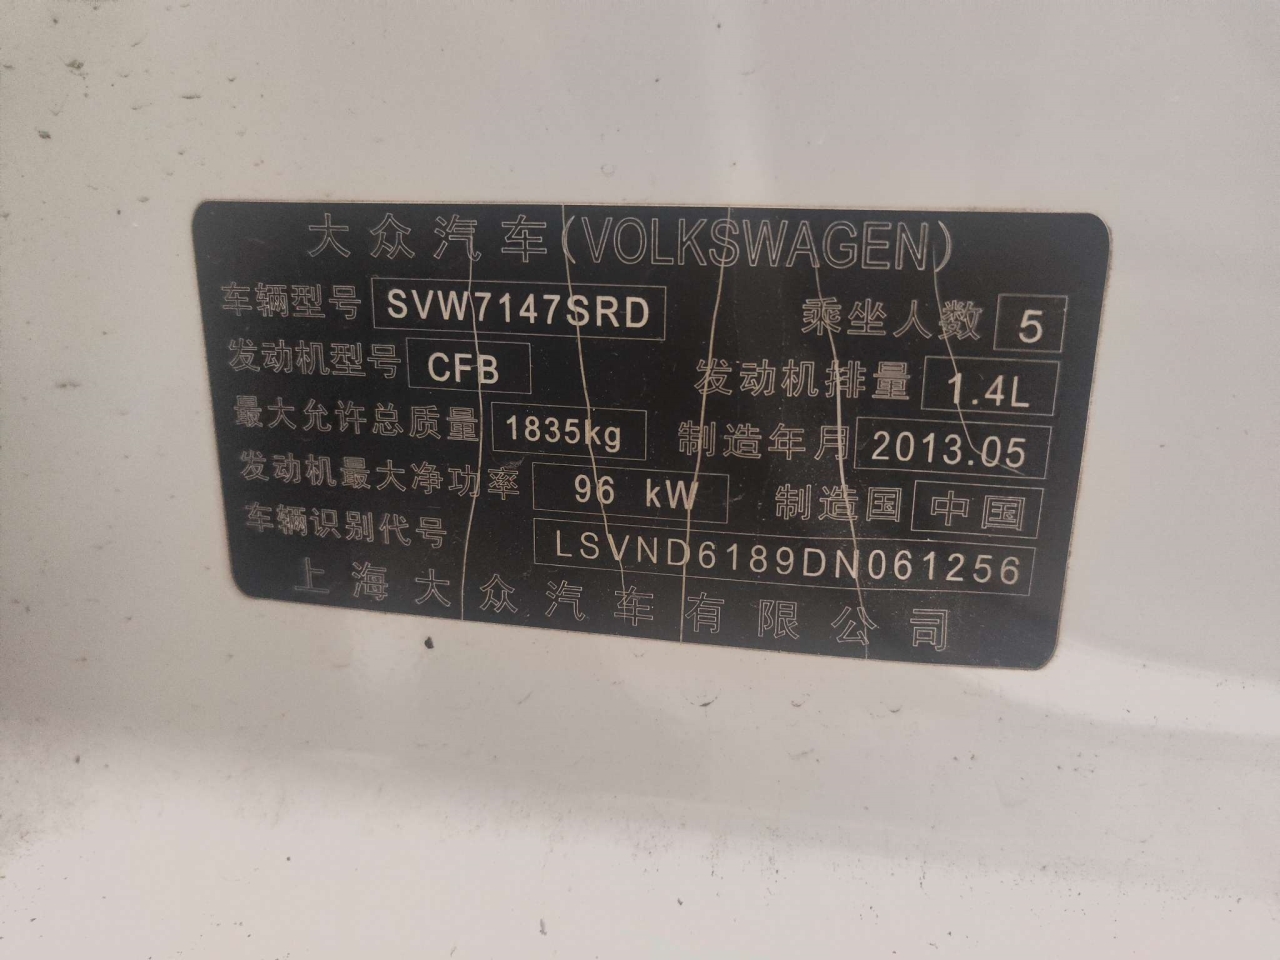 大众汽车(VOLKSWAGEN)
车辆型号 SVW7147SRD 乘坐人数 5
发动机型号 CFB 发动机排量 1.4L
最大允许总质量 1835kg 制造年月 2013.05
发动机最大净功率 96 kW 制造国 中国
车辆识别代号 LSVND6189DN061256
上海大众汽车有限公司